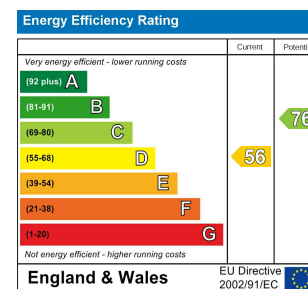 Energy Efficiency Rating
Current Potenti
Very energy efficient - lower running costs
(92 plus) A
(81-91) B
(69-80) C
(55-68) D
(39-54) E
(21-38) F
(1-20) G
76
56
Not energy efficient - higher running costs
England & Wales
EU Directive
2002/91/EC